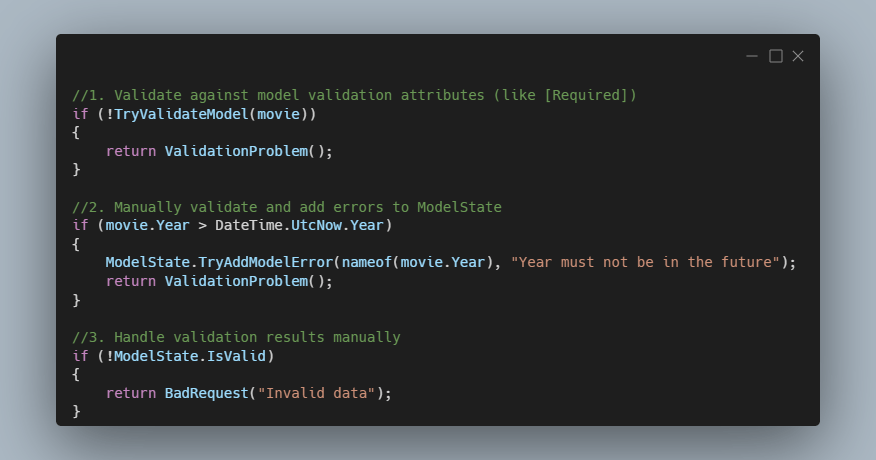 //1. Validate against model validation attributes (like [Required])
if (!TryValidateModel(movie))
{
    return ValidationProblem();
}

//2. Manually validate and add errors to ModelState
if (movie.Year > DateTime.UtcNow.Year)
{
    ModelState.TryAddModelError(nameof(movie.Year), "Year must not be in the future");
    return ValidationProblem();
}

//3. Handle validation results manually
if (!ModelState.IsValid)
{
    return BadRequest("Invalid data");
}